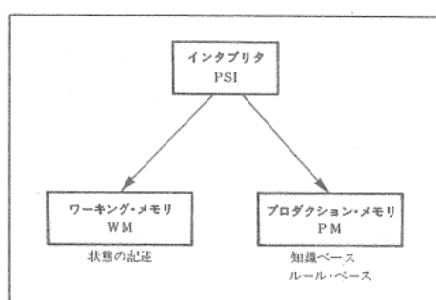 インタプリタ
PSI
ワーキング・メモリ
WM
状態の記述
プロダクション・メモリ
PM
知識ベース
ルール・ベース